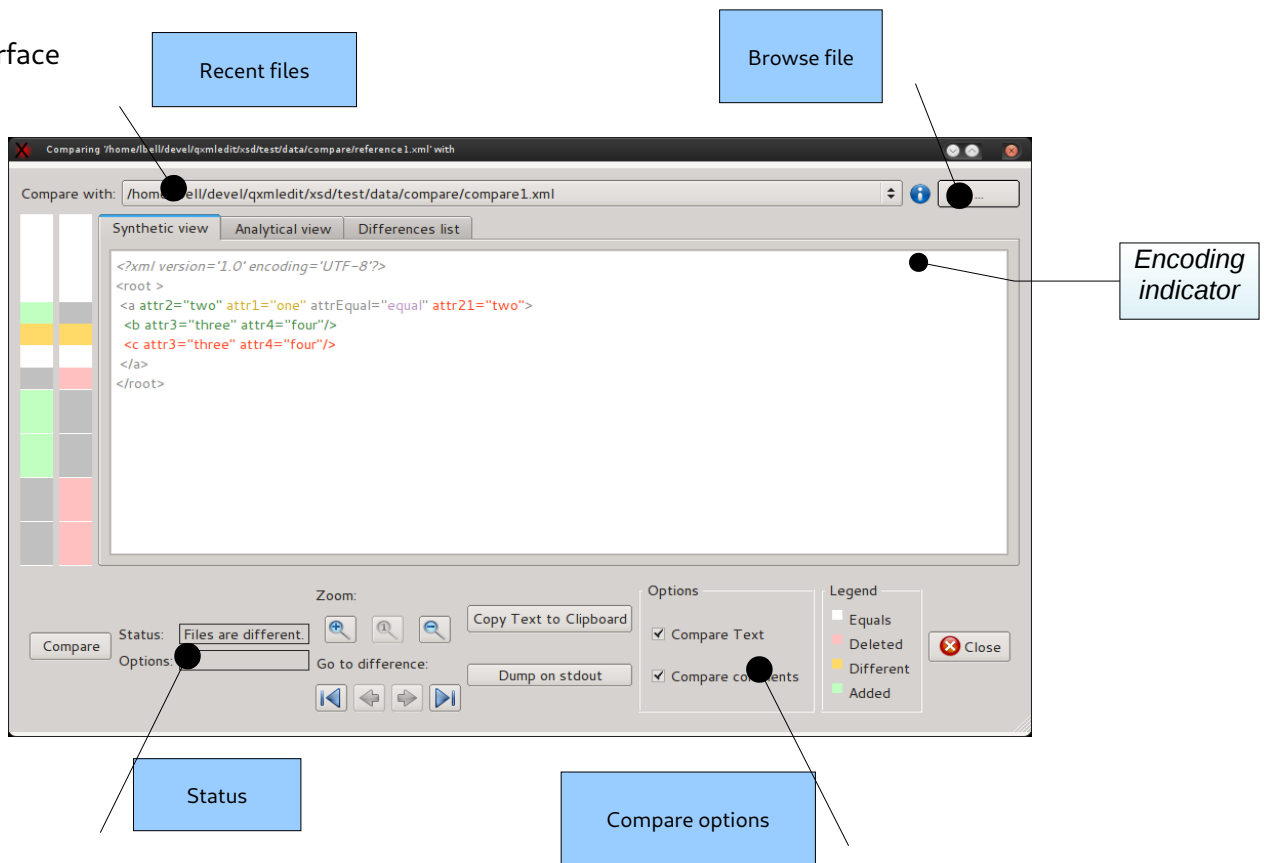 rface
Recent files
Browse file
Comparing '/home/lbell/devel/qxmledit/xsd/test/data/compare/reference1.xml' with
Compare with: /hom ell/devel/qxmledit/xsd/test/data/compare/compare1.xml ...
Synthetic view Analytical view Differences list
<?xml version='1.0' encoding='UTF-8'?>
<root >
<a attr2="two" attr1="one" attrEqual="equal" attr21="two">
<b attr3="three" attr4="four"/>
<c attr3="three" attr4="four"/>
</a>
</root>
Encoding
indicator
Zoom:
Copy Text to Clipboard
Compare
Status: Files are different.
Options:
Go to difference:
Dump on stdout
Options
Compare Text
Compare comments
Legend
Equals
Deleted
Different
Added
Close
Status
Compare options